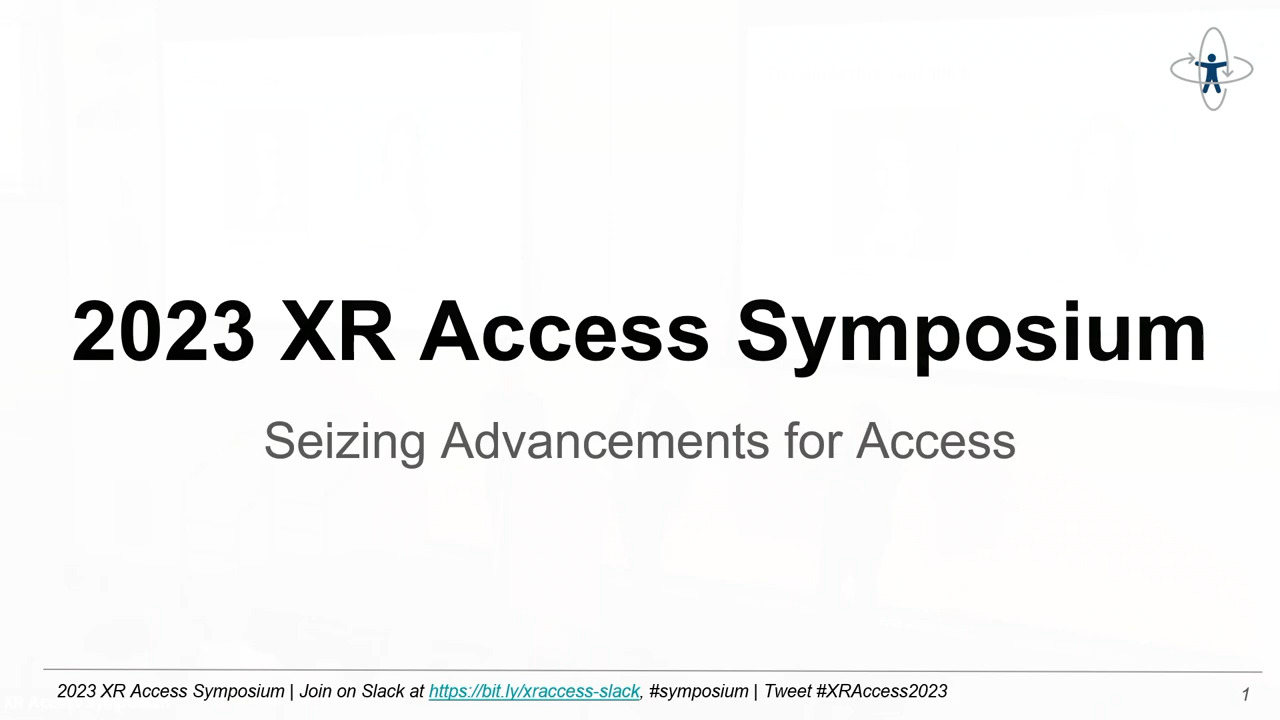 2023 XR Access Symposium
Seizing Advancements for Access
2023 XR Access Symposium | Join on Slack at https://bit.ly/xraccess-slack, #symposium | Tweet #XRAccess2023
1